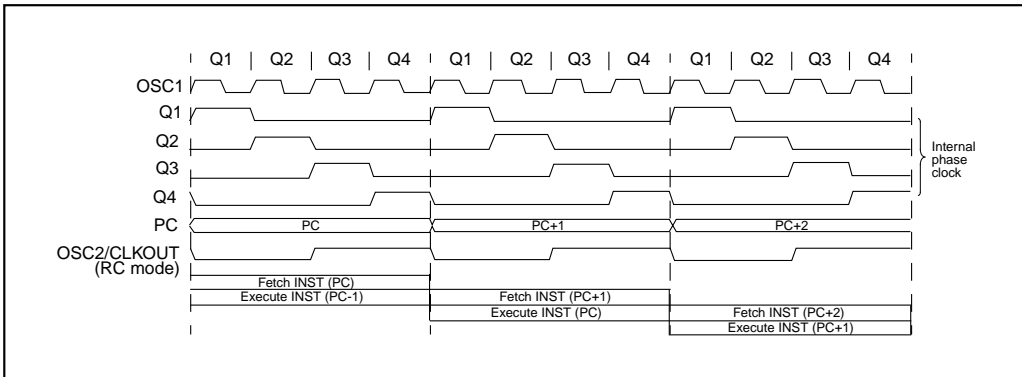 Q1 | Q2 | Q3 | Q4 | Q1 | Q2 | Q3 | Q4 | Q1 | Q2 | Q3 | Q4
OSC1
Q1
Q2
Q3
Q4
Internal
phase
clock
PC
PC
PC+1
PC+2
OSC2/CLKOUT
(RC mode)
Fetch INST (PC)
Execute INST (PC-1)
Fetch INST (PC+1)
Execute INST (PC)
Fetch INST (PC+2)
Execute INST (PC+1)